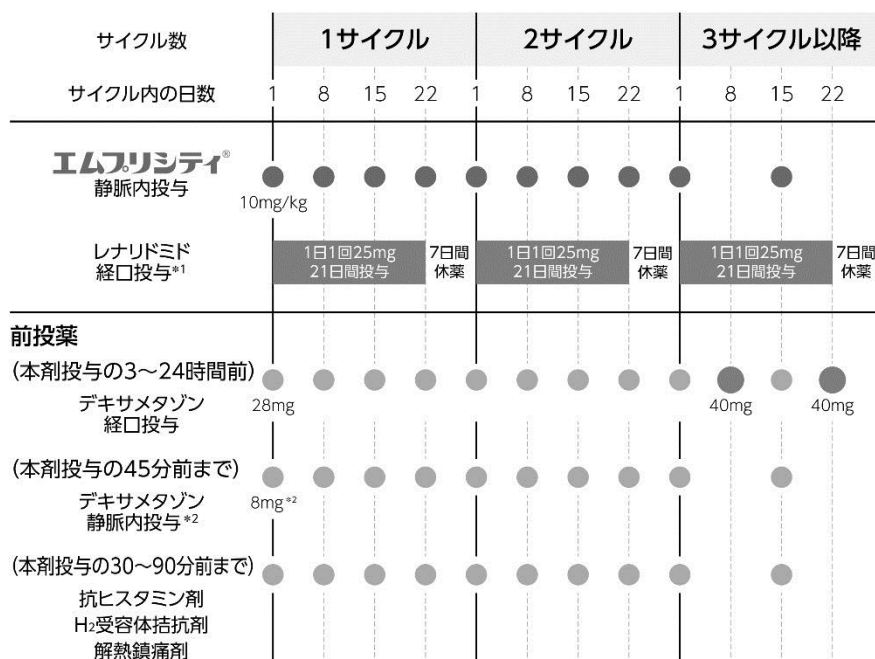 サイクル数 1サイクル 2サイクル 3サイクル以降
サイクル内の日数 1 8 15 22 1 8 15 22 1 8 15 22
エムプリシティ®
静脈内投与
10mg/kg
レナリドミド
経口投与*1
1日1回25mg
21日間投与
7日間
休薬
1日1回25mg
21日間投与
7日間
休薬
1日1回25mg
21日間投与
7日間
休薬
前投薬
(本剤投与の3〜24時間前)
デキサメタゾン
経口投与
28mg 40mg 40mg
(本剤投与の45分前まで)
デキサメタゾン
静脈内投与*2
8mg*2
(本剤投与の30〜90分前まで)
抗ヒスタミン剤
H2受容体拮抗剤
解熱鎮痛剤